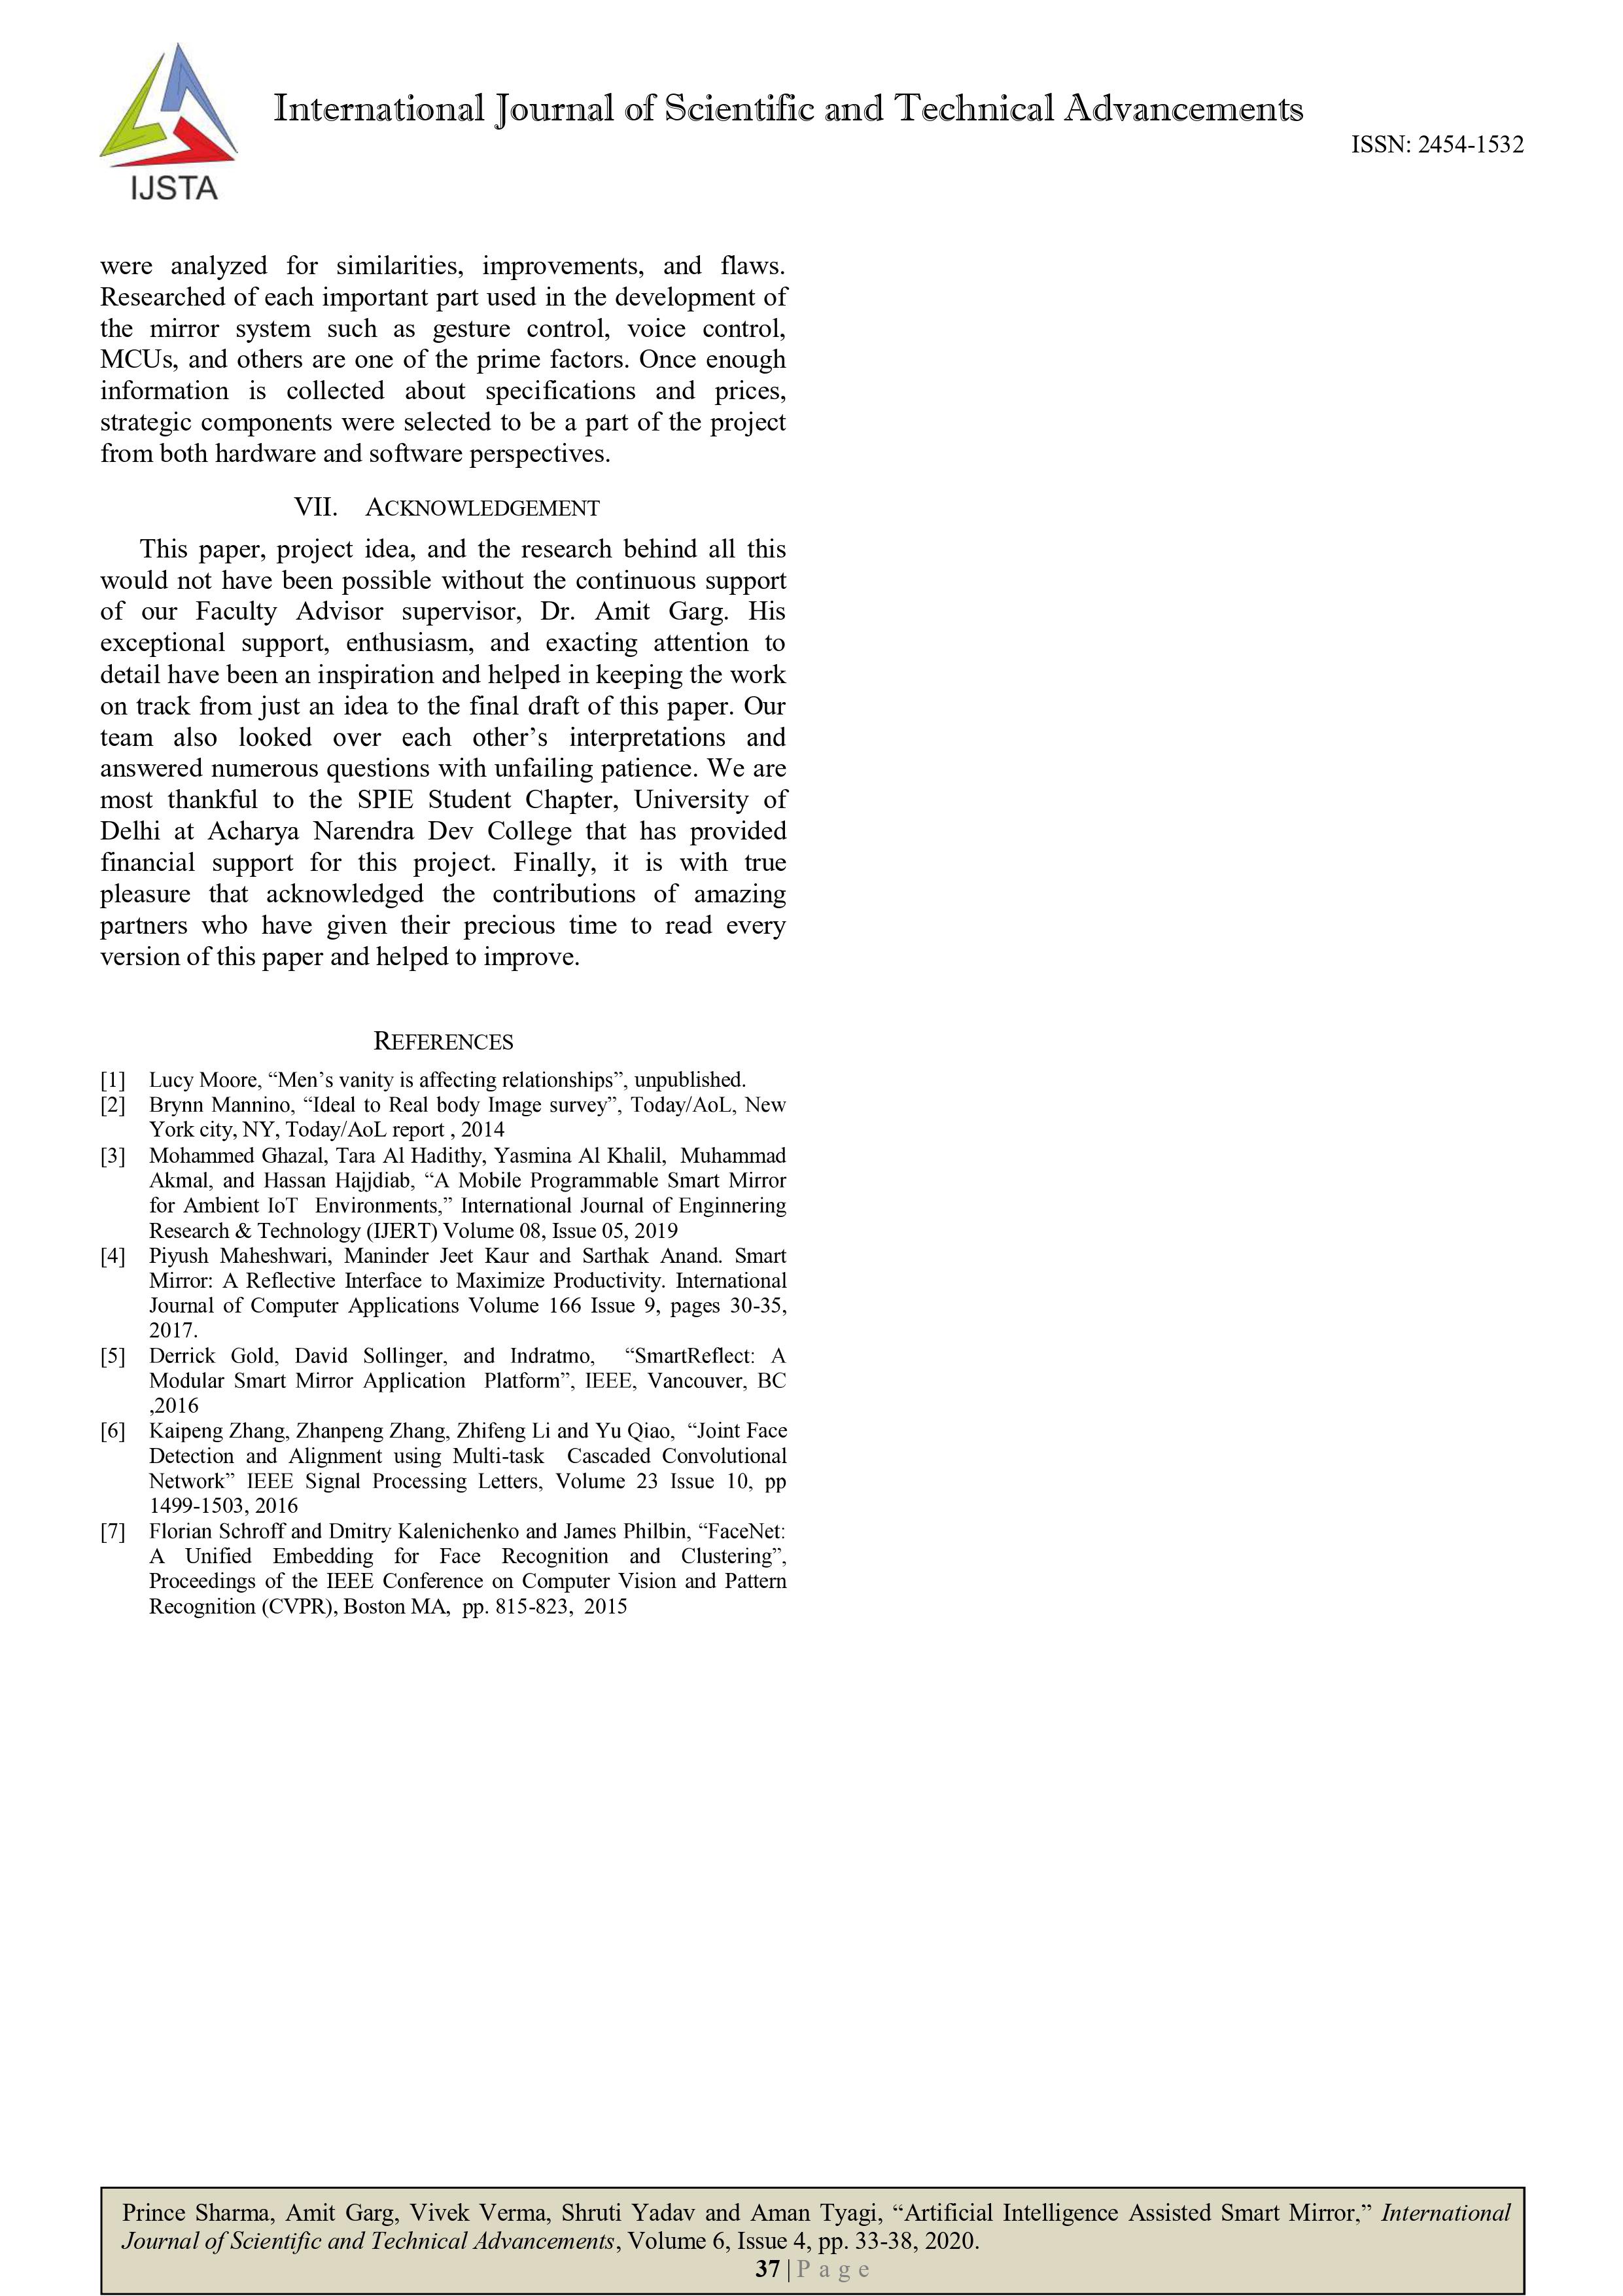 International Journal of Scientific and Technical Advancements
ISSN: 2454-1532
IJSTA
were analyzed for similarities, improvements, and flaws.
Researched of each important part used in the development of
the mirror system such as gesture control, voice control,
MCUs, and others are one of the prime factors. Once enough
information is collected about specifications and prices,
strategic components were selected to be a part of the project
from both hardware and software perspectives.
VII. ACKNOWLEDGEMENT
This paper, project idea, and the research behind all this
would not have been possible without the continuous support
of our Faculty Advisor supervisor, Dr. Amit Garg. His
exceptional support, enthusiasm, and exacting attention to
detail have been an inspiration and helped in keeping the work
on track from just an idea to the final draft of this paper. Our
team also looked over each other’s interpretations and
answered numerous questions with unfailing patience. We are
most thankful to the SPIE Student Chapter, University of
Delhi at Acharya Narendra Dev College that has provided
financial support for this project. Finally, it is with true
pleasure that acknowledged the contributions of amazing
partners who have given their precious time to read every
version of this paper and helped to improve.
REFERENCES
[1] Lucy Moore, “Men’s vanity is affecting relationships”, unpublished.
[2] Brynn Mannino, “Ideal to Real body Image survey”, Today/AoL, New
York city, NY, Today/AoL report , 2014
[3] Mohammed Ghazal, Tara Al Hadithy, Yasmina Al Khalil, Muhammad
Akmal, and Hassan Hajjdiab, “A Mobile Programmable Smart Mirror
for Ambient IoT Environments,” International Journal of Enginnering
Research & Technology (IJERT) Volume 08, Issue 05, 2019
[4] Piyush Maheshwari, Maninder Jeet Kaur and Sarthak Anand. Smart
Mirror: A Reflective Interface to Maximize Productivity. International
Journal of Computer Applications Volume 166 Issue 9, pages 30-35,
2017.
[5] Derrick Gold, David Sollinger, and Indratmo, “SmartReflect: A
Modular Smart Mirror Application Platform”, IEEE, Vancouver, BC
,2016
[6] Kaipeng Zhang, Zhanpeng Zhang, Zhifeng Li and Yu Qiao, “Joint Face
Detection and Alignment using Multi-task Cascaded Convolutional
Network” IEEE Signal Processing Letters, Volume 23 Issue 10, pp
1499-1503, 2016
[7] Florian Schroff and Dmitry Kalenichenko and James Philbin, “FaceNet:
A Unified Embedding for Face Recognition and Clustering”,
Proceedings of the IEEE Conference on Computer Vision and Pattern
Recognition (CVPR), Boston MA, pp. 815-823, 2015
Prince Sharma, Amit Garg, Vivek Verma, Shruti Yadav and Aman Tyagi, “Artificial Intelligence Assisted Smart Mirror,” International
Journal of Scientific and Technical Advancements, Volume 6, Issue 4, pp. 33-38, 2020.
37 | P a g e